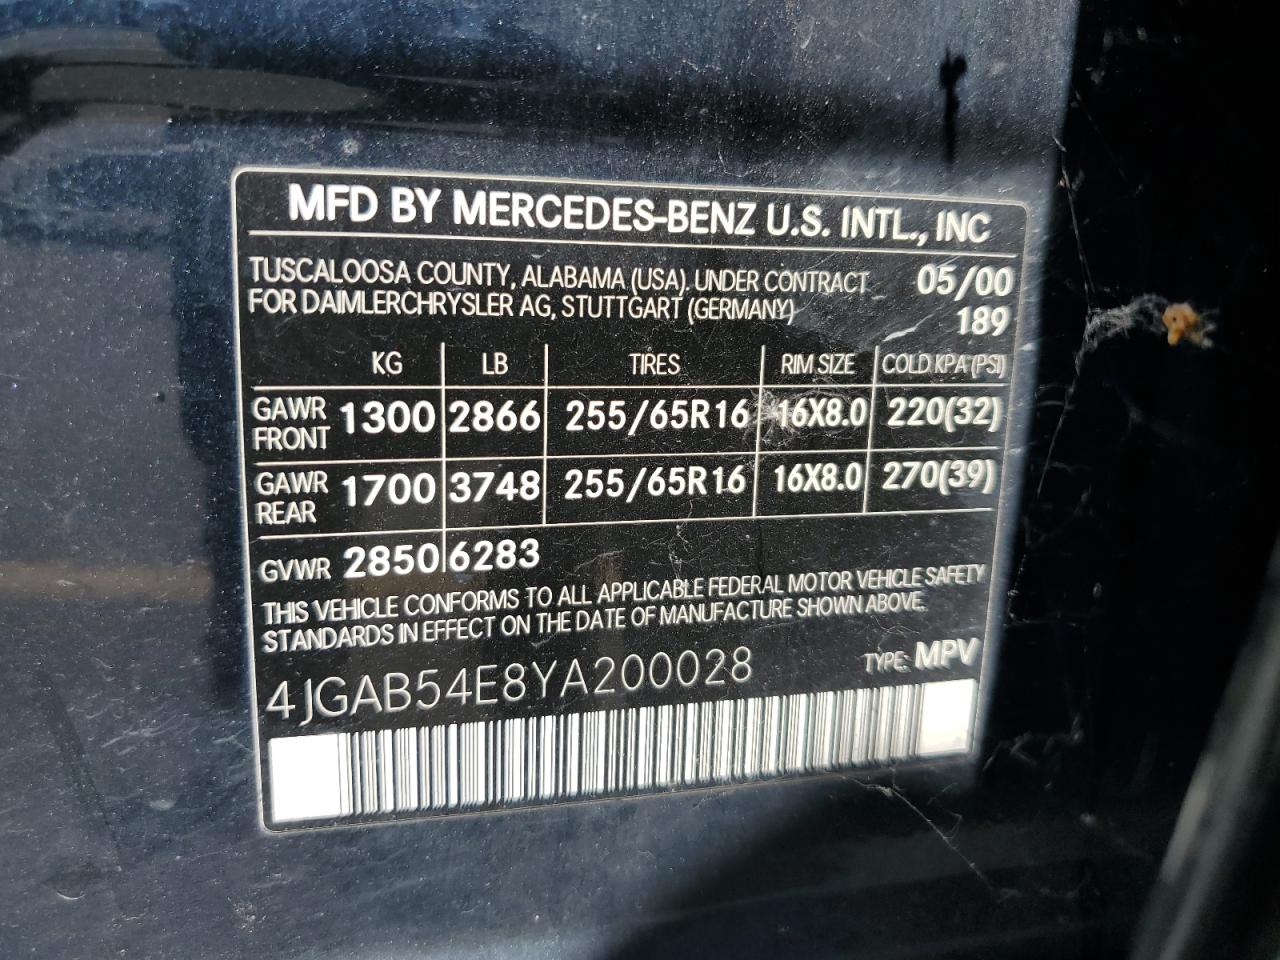 MFD BY MERCEDES-BENZ U.S. INTL., INC
TUSCALOOSA COUNTY, ALABAMA (USA) UNDER CONTRACT 05/00
FOR DAIMLERCHRYSLER AG, STUTTGART (GERMANY) 189
KG LB TIRES RIM SIZE COLD KPA (PSI)
GAWR FRONT 1300 2866 255/65R16 16X8.0 220(32)
GAWR REAR 1700 3748 255/65R16 16X8.0 270(39)
GVWR 2850 6283
THIS VEHICLE CONFORMS TO ALL APPLICABLE FEDERAL MOTOR VEHICLE SAFETY
STANDARDS IN EFFECT ON THE DATE OF MANUFACTURE SHOWN ABOVE.
4JGAB54E8YA200028 TYPE: MPV